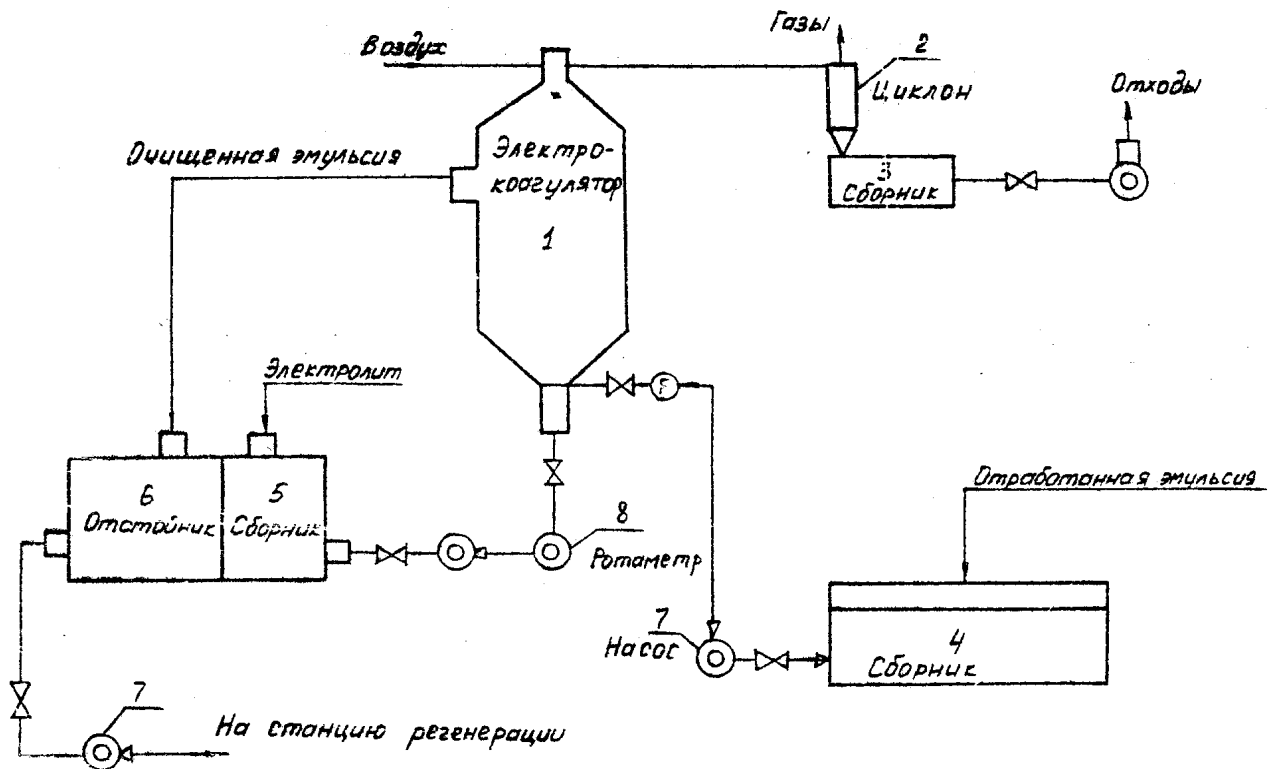 Газы
2
Воздух
Циклон
Отходы
Очищенная эмульсия
Электро-
коагулятор
1
3
Сборник
Электролит
F
6
Отстойник
5
Сборник
8
Ротаметр
Отработанная эмульсия
7
Насос
4
Сборник
7
На станцию регенерации